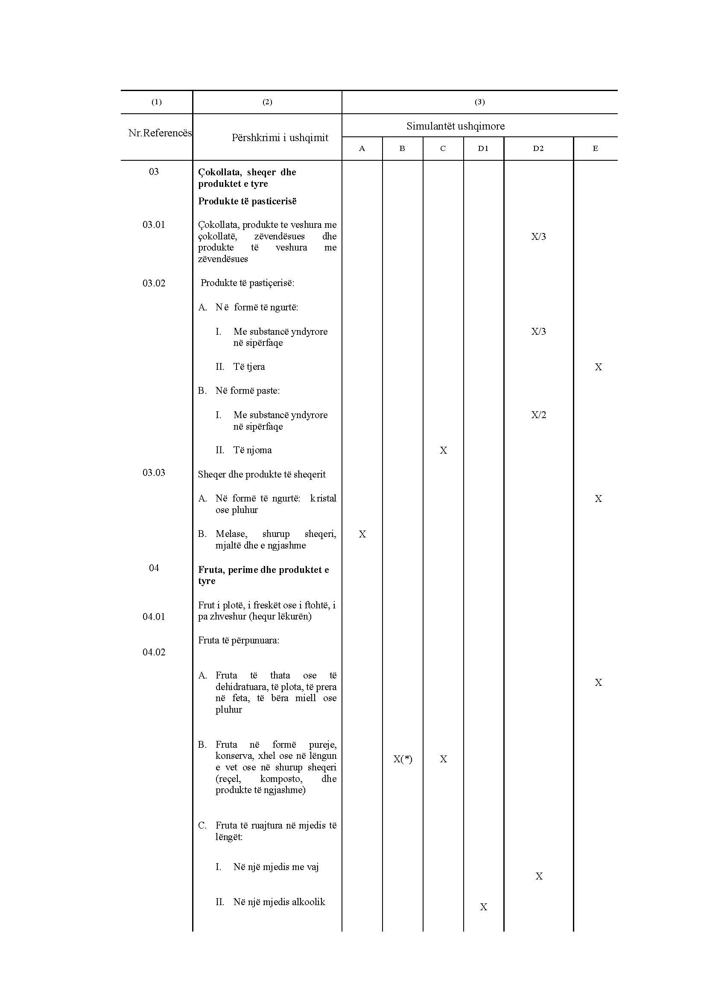 (1) (2) (3)
Simulantët ushqimore
Nr.Referencës Përshkrimi i ushqimit
A B C D1 D2 E
03 Çokollata, sheqer dhe
produktet e tyre
Produkte të pasticerisë
03.01 Çokollata, produkte te veshura me
çokollatë, zëvendësues dhe X/3
produkte të veshura me
zëvendësues
03.02 Produkte të pastiçerisë:
A. Në formë të ngurtë:
I. Me substancë yndyrore X/3
në sipërfaqe
II. Të tjera X
B. Në formë paste:
I. Me substancë yndyrore X/2
në sipërfaqe
II. Të njoma X
03.03 Sheqer dhe produkte të sheqerit
A. Në formë të ngurtë: kristal X
ose pluhur
B. Melase, shurup sheqeri, X
mjaltë dhe e ngjashme
04 Fruta, perime dhe produktet e
tyre
Frut i plotë, i freskët ose i ftohtë, i
04.01 pa zhveshur (hequr lëkurën)
Fruta të përpunuara:
04.02
A. Fruta të thata ose të X
dehidratuara, të plota, të prera
në feta, të bëra miell ose
pluhur
B. Fruta në formë pureje,
konserva, xhel ose në lëngun X(*) X
e vet ose në shurup sheqeri
(reçel, komposto, dhe
produkte të ngjashme)
C. Fruta të ruajtura në mjedis të
lëngët:
I. Në një mjedis me vaj
X
II. Në një mjedis alkoolik
X